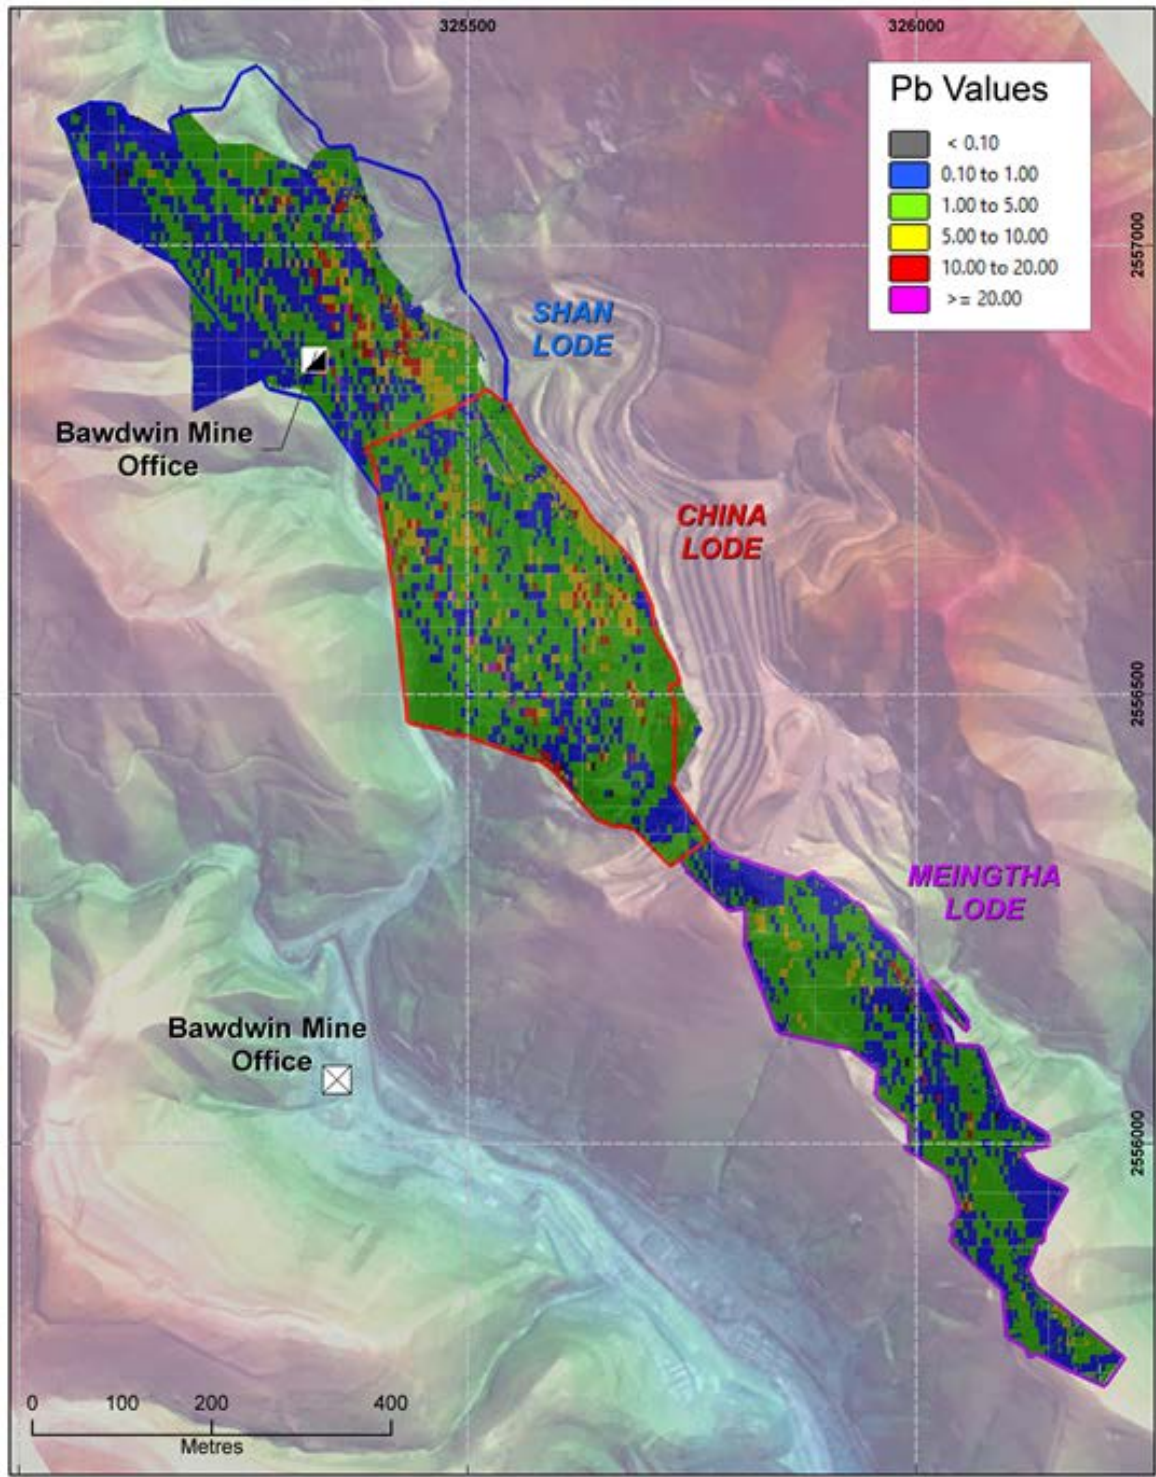 325500
326000
Pb Values
< 0.10
0.10 to 1.00
1.00 to 5.00
5.00 to 10.00
10.00 to 20.00
>= 20.00
2557000
SHAN
LODE
Bawdwin Mine
Office
CHINA
LODE
2556500
MEINGTHA
LODE
Bawdwin Mine
Office
2556000
0 100 200 400
Metres